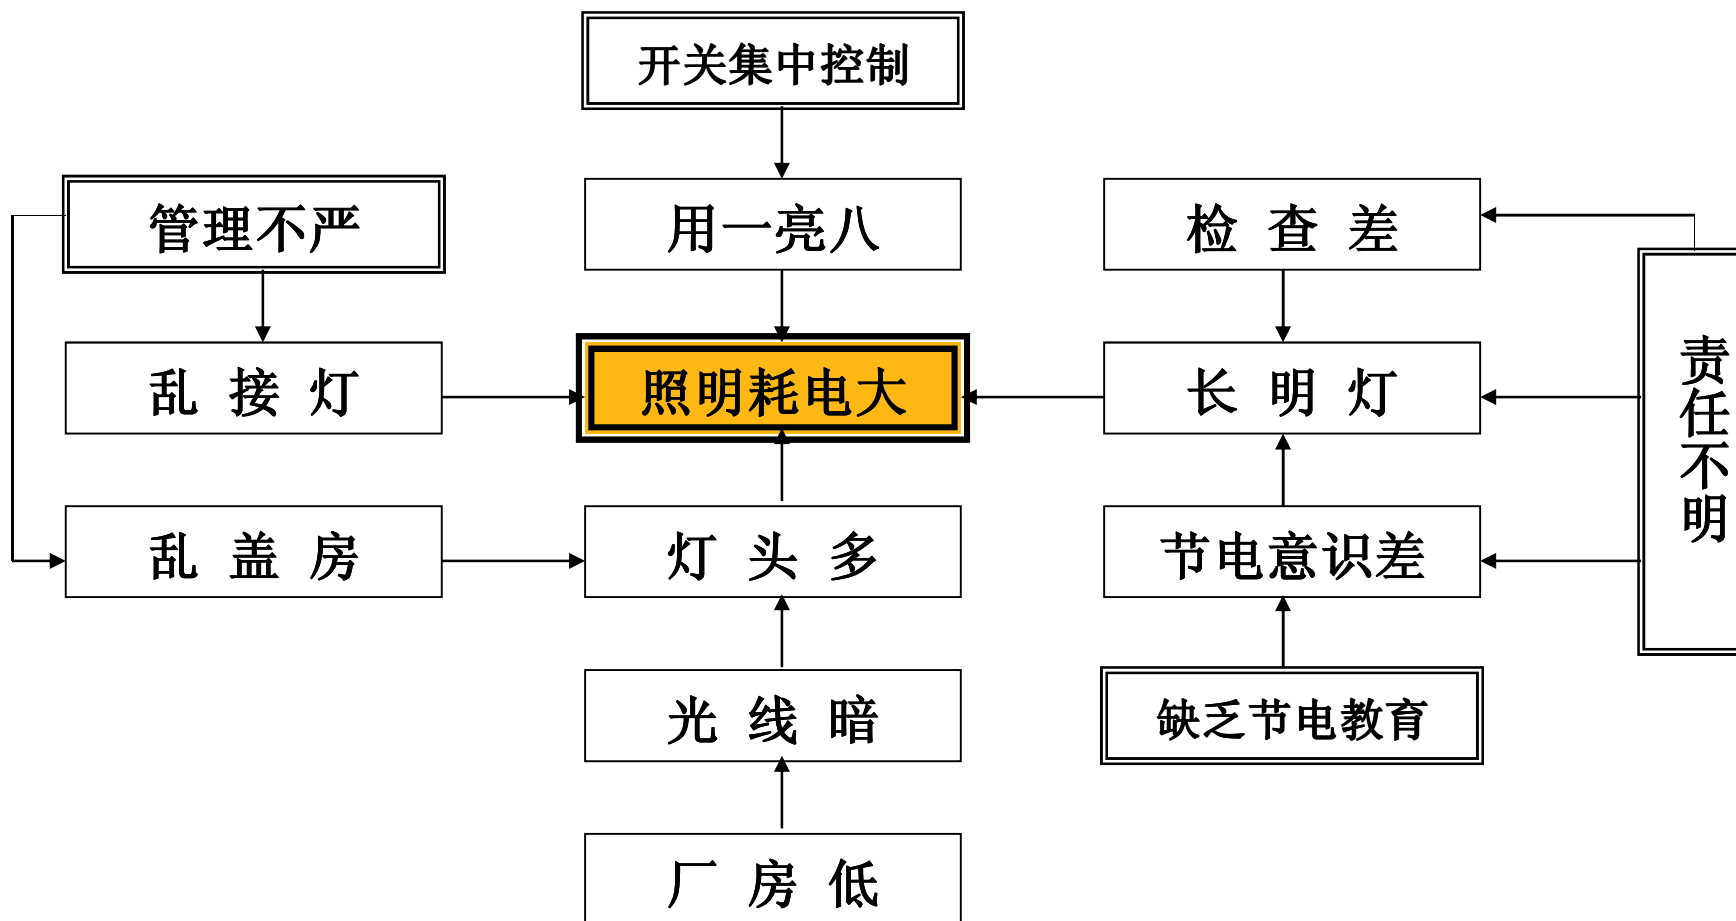 开关集中控制
管理不严
用一亮八
检 查 差
乱 接 灯
照明耗电大
长 明 灯
责任不明
乱 盖 房
灯 头 多
节电意识差
光 线 暗
缺乏节电教育
厂 房 低